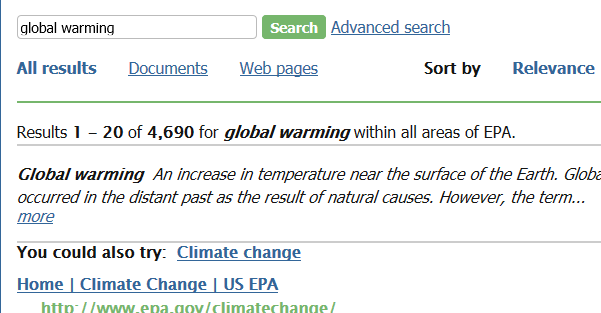 global warming Search Advanced search
All results Documents Web pages Sort by Relevance
Results 1 – 20 of 4,690 for global warming within all areas of EPA.
Global warming An increase in temperature near the surface of the Earth. Globa
occurred in the distant past as the result of natural causes. However, the term...
more
You could also try: Climate change
Home | Climate Change | US EPA
http://www.epa.gov/climatechange/